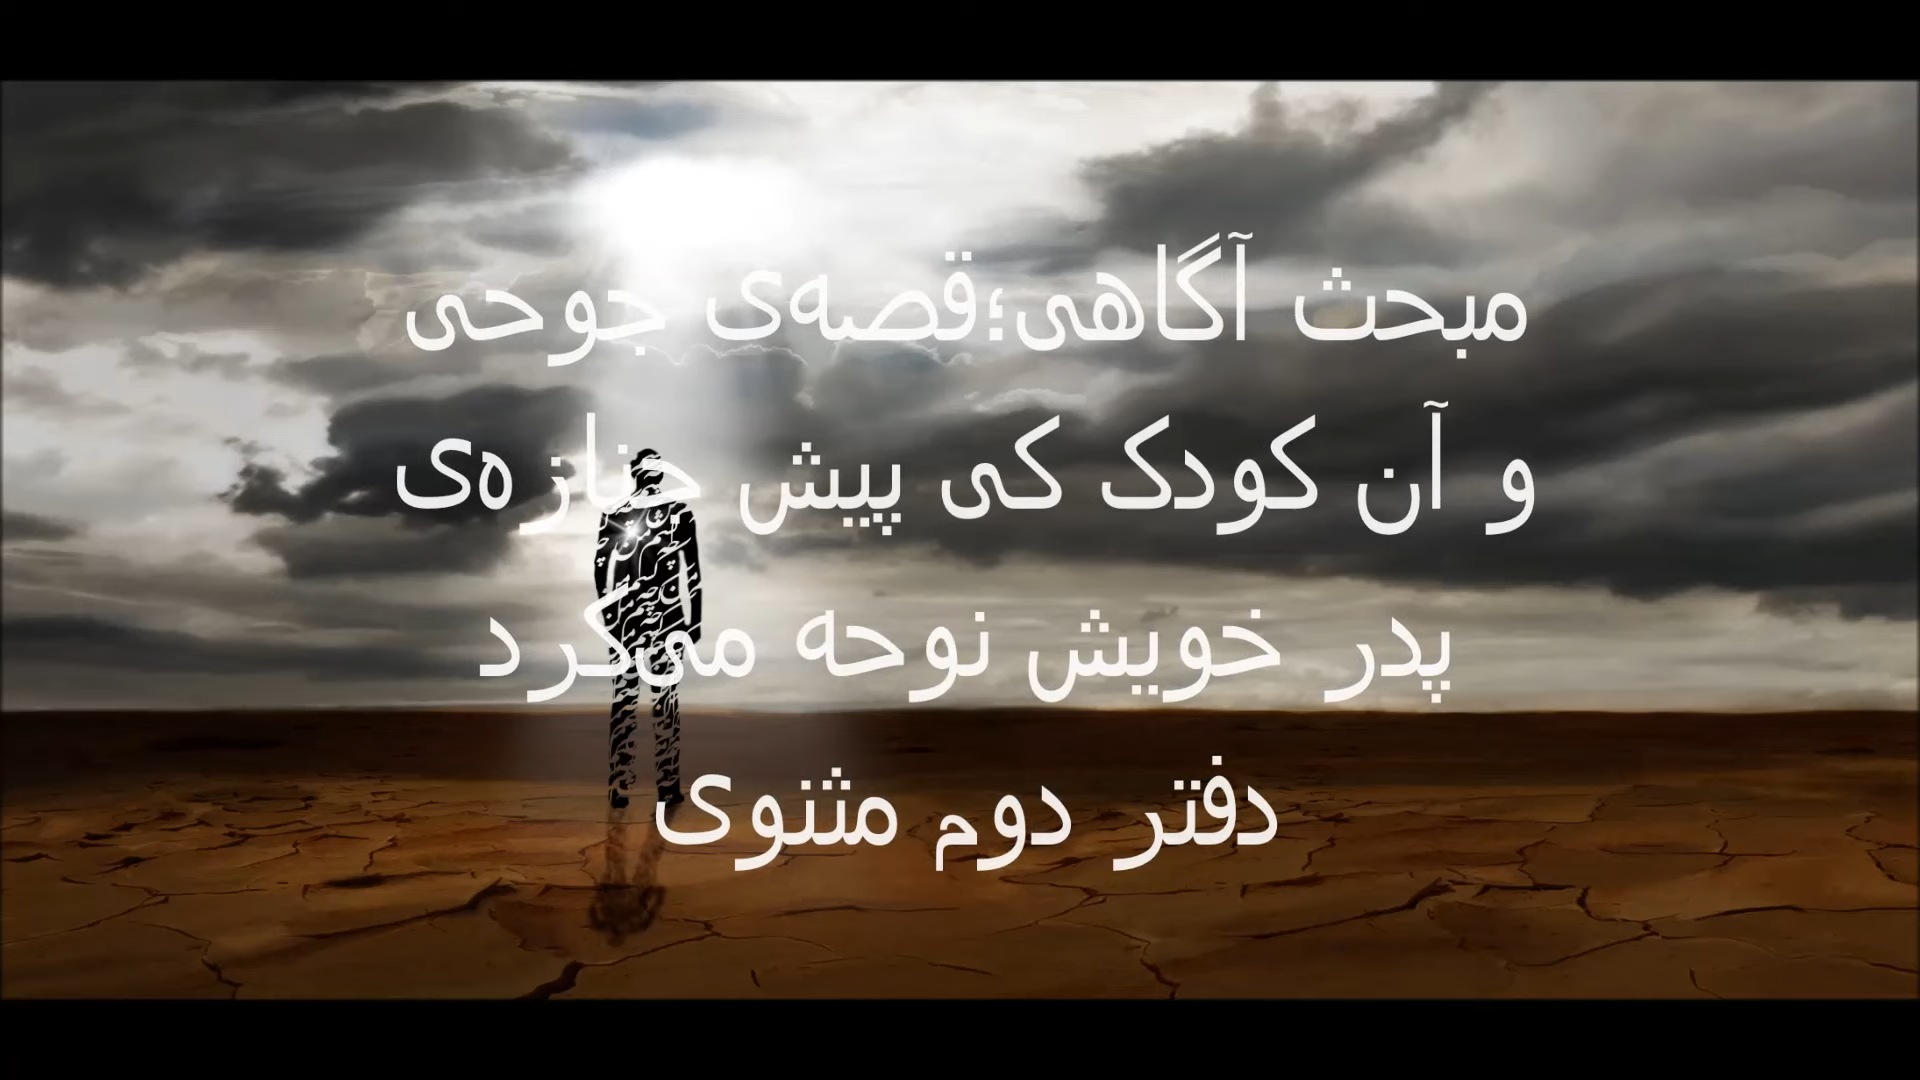 مبحث آگاهی؛قصه‌ی جوحی
و آن کودک کی پیش جنازه‌ی
پدر خویش نوحه می‌کرد
دفتر دوم مثنوی